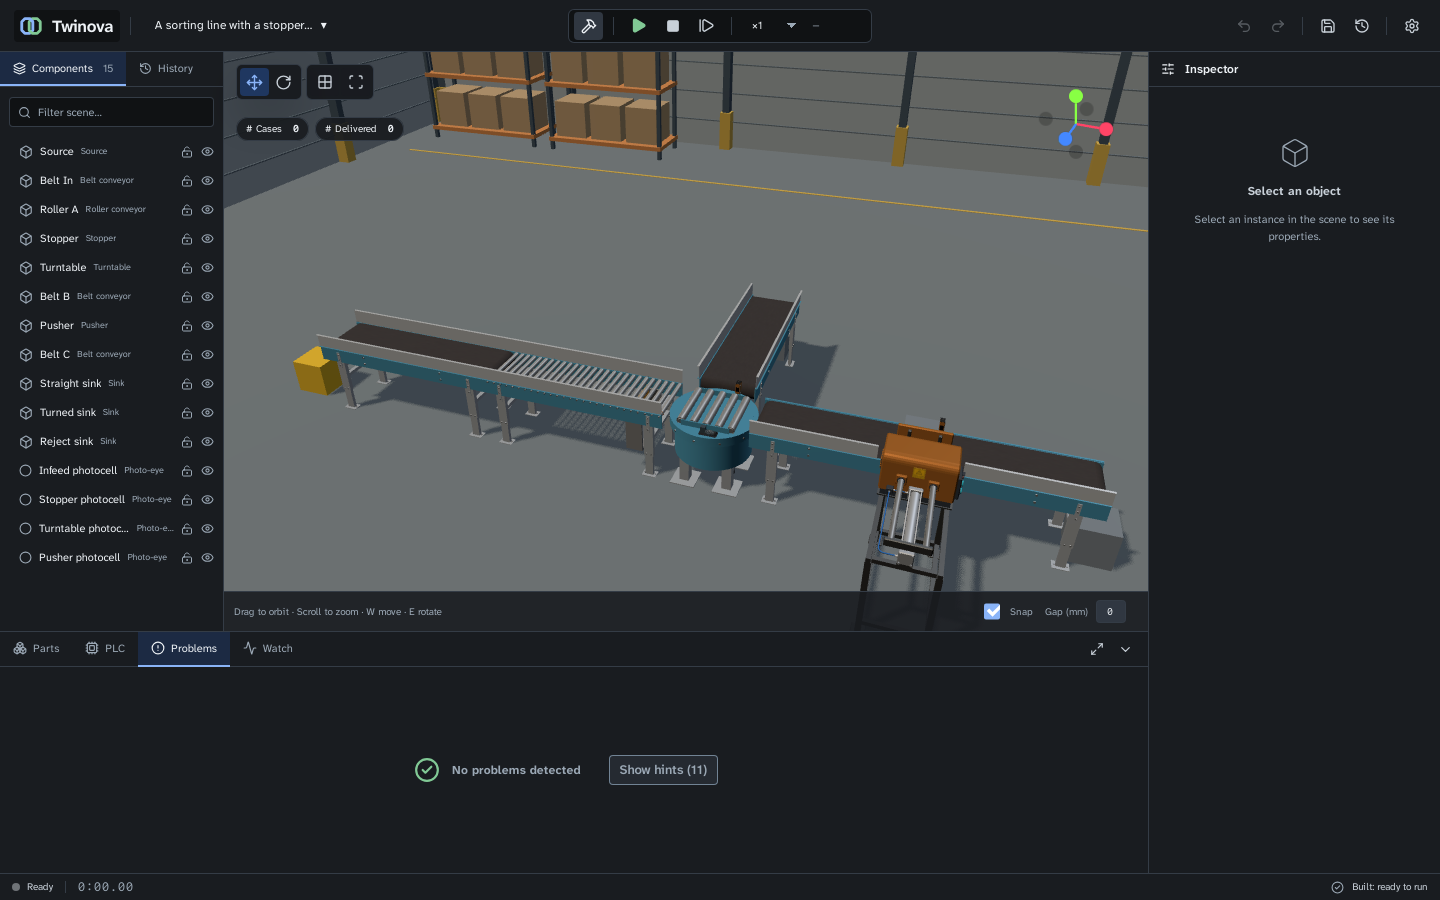 Twinova
A sorting line with a stopper... ▾
×1
–
Components 15
History
Inspector
Filter scene...
# Cases 0
# Delivered 0
Source Source
Belt In Belt conveyor
Roller A Roller conveyor
Stopper Stopper
Turntable Turntable
Belt B Belt conveyor
Pusher Pusher
Belt C Belt conveyor
Straight sink Sink
Turned sink Sink
Reject sink Sink
Infeed photocell Photo-eye
Stopper photocell Photo-eye
Turntable photoc... Photo-e...
Pusher photocell Photo-eye
Select an object
Select an instance in the scene to see its
properties.
Drag to orbit · Scroll to zoom · W move · E rotate
Snap
Gap (mm) 0
Parts
PLC
Problems
Watch
No problems detected
Show hints (11)
Ready
0:00.00
Built: ready to run